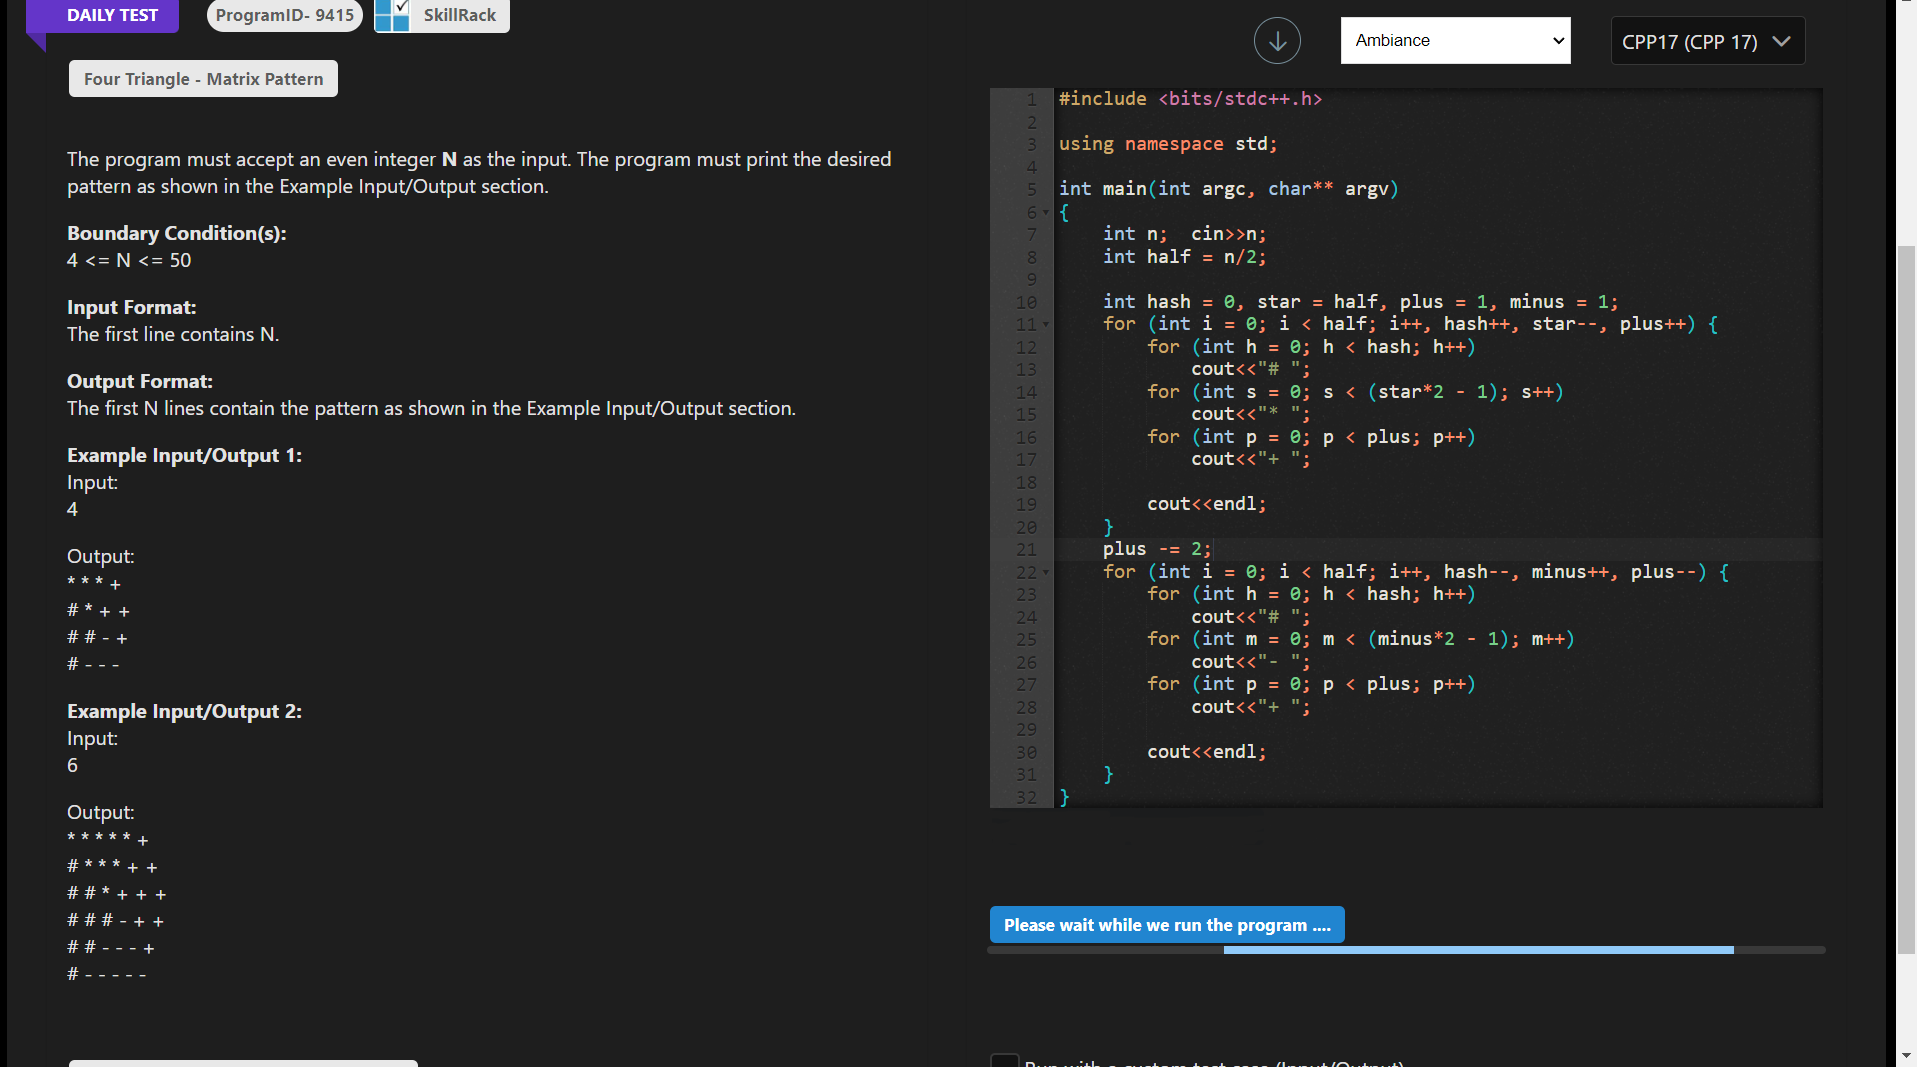 DAILY TEST
ProgramID- 9415
SkillRack
Four Triangle - Matrix Pattern
The program must accept an even integer N as the input. The program must print the desired
pattern as shown in the Example Input/Output section.
Boundary Condition(s):
4 <= N <= 50
Input Format:
The first line contains N.
Output Format:
The first N lines contain the pattern as shown in the Example Input/Output section.
Example Input/Output 1:
Input:
4
Output:
* * * +
# * + +
# # - +
# - - -
Example Input/Output 2:
Input:
6
Output:
* * * * * +
# * * * + +
# # * + + +
# # # - + +
# # - - - +
# - - - - -
Ambiance
CPP17 (CPP 17)
1 #include <bits/stdc++.h>
2
3 using namespace std;
4
5 int main(int argc, char** argv)
6 {
7     int n;  cin>>n;
8     int half = n/2;
9
10     int hash = 0, star = half, plus = 1, minus = 1;
11     for (int i = 0; i < half; i++, hash++, star--, plus++) {
12         for (int h = 0; h < hash; h++)
13             cout<<"# ";
14         for (int s = 0; s < (star*2 - 1); s++)
15             cout<<"* ";
16         for (int p = 0; p < plus; p++)
17             cout<<"+ ";
18
19         cout<<endl;
20     }
21     plus -= 2;
22     for (int i = 0; i < half; i++, hash--, minus++, plus--) {
23         for (int h = 0; h < hash; h++)
24             cout<<"# ";
25         for (int m = 0; m < (minus*2 - 1); m++)
26             cout<<"- ";
27         for (int p = 0; p < plus; p++)
28             cout<<"+ ";
29
30         cout<<endl;
31     }
32 }
Please wait while we run the program ....
Run with a custom test case (Input/Output)